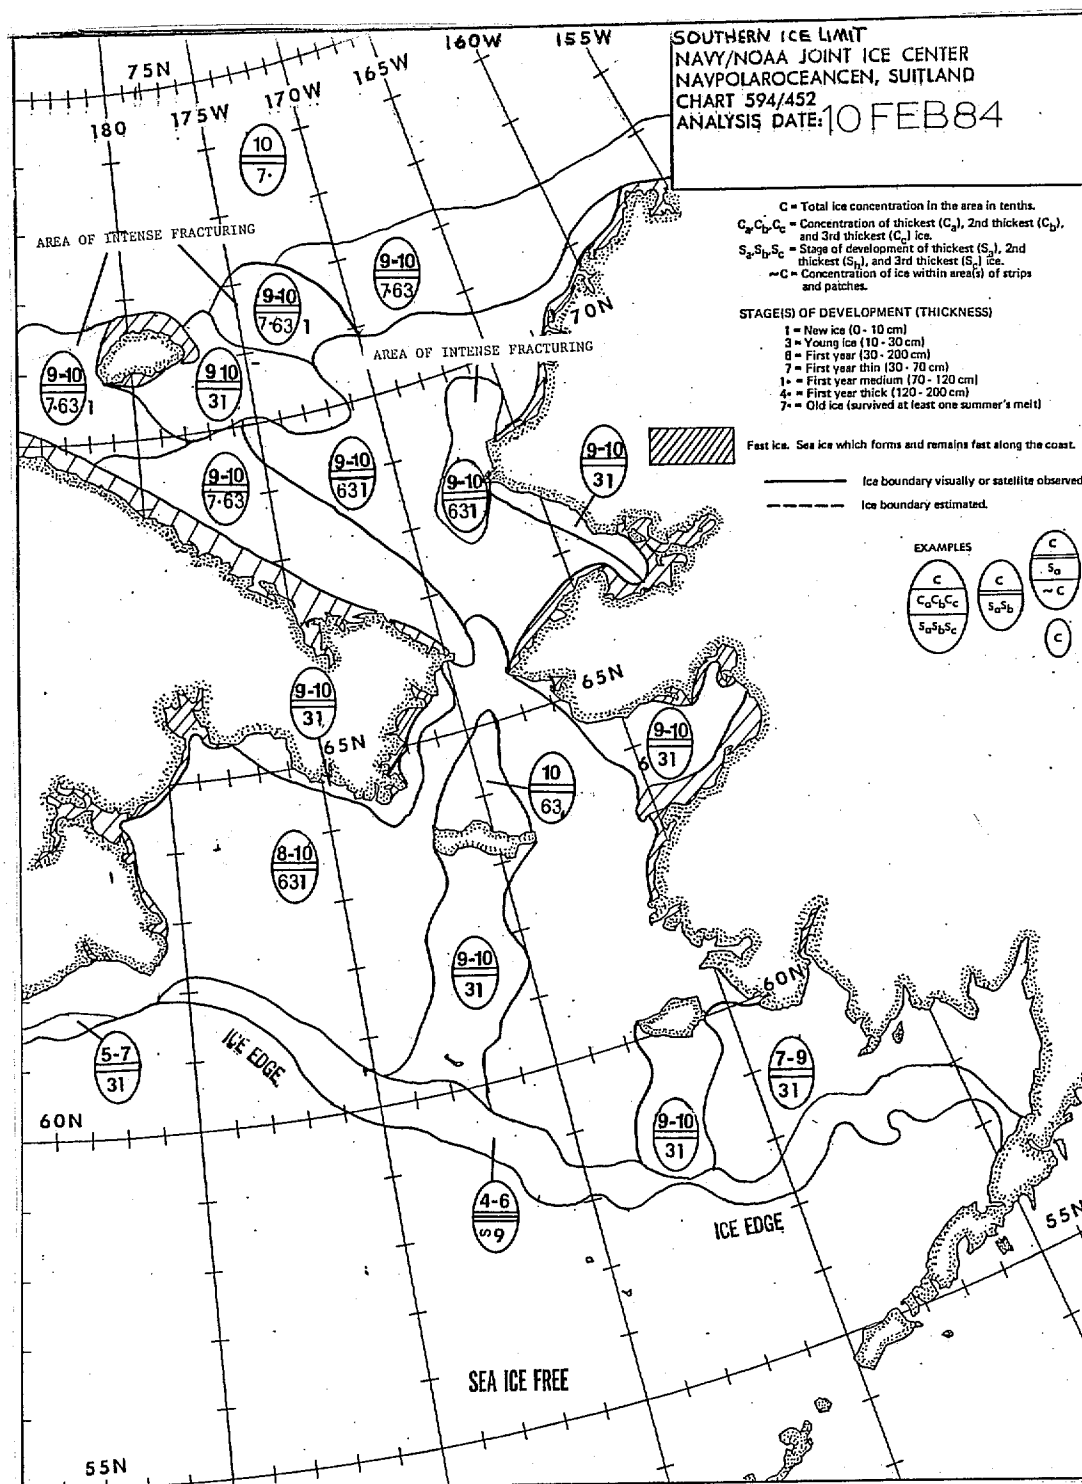 SOUTHERN ICE LIMIT
NAVY/NOAA JOINT ICE CENTER
NAVPOLAROCEANCEN, SUITLAND
CHART 594/452
ANALYSIS DATE: 10 FEB 84
C = Total ice concentration in the area in tenths.
Ca, Cb, Cc = Concentration of thickest (Ca), 2nd thickest (Cb),
and 3rd thickest (Cc) ice.
Sa, Sb, Sc = Stage of development of thickest (Sa), 2nd
thickest (Sb), and 3rd thickest (Sc) ice.
~C = Concentration of ice within area(s) of strips
and patches.
STAGE(S) OF DEVELOPMENT (THICKNESS)
1 = New ice (0 - 10 cm)
3 = Young ice (10 - 30 cm)
6 = First year (30 - 200 cm)
7 = First year thin (30 - 70 cm)
1• = First year medium (70 - 120 cm)
4• = First year thick (120 - 200 cm)
7• = Old ice (survived at least one summer's melt)
Fast ice. Sea ice which forms and remains fast along the coast.
Ice boundary visually or satellite observed
Ice boundary estimated.
EXAMPLES
C
CaCbCc
SaSbSc
C
SaSb
C
Sa
~C
C
75N
180
175W
170W
165W
160W
155W
10
7•
AREA OF INTENSE FRACTURING
9-10
7•63
9-10
7•63 1
70N
AREA OF INTENSE FRACTURING
9-10
7•63 1
9 10
31
9-10
7•63
9-10
631
9-10
631
9-10
31
9-10
31
65N
65N
9-10
31
6
10
63
8-10
631
9-10
31
60N
5-7
31
ICE EDGE
7-9
31
60N
9-10
31
4-6
S 6
ICE EDGE
55N
SEA ICE FREE
55N